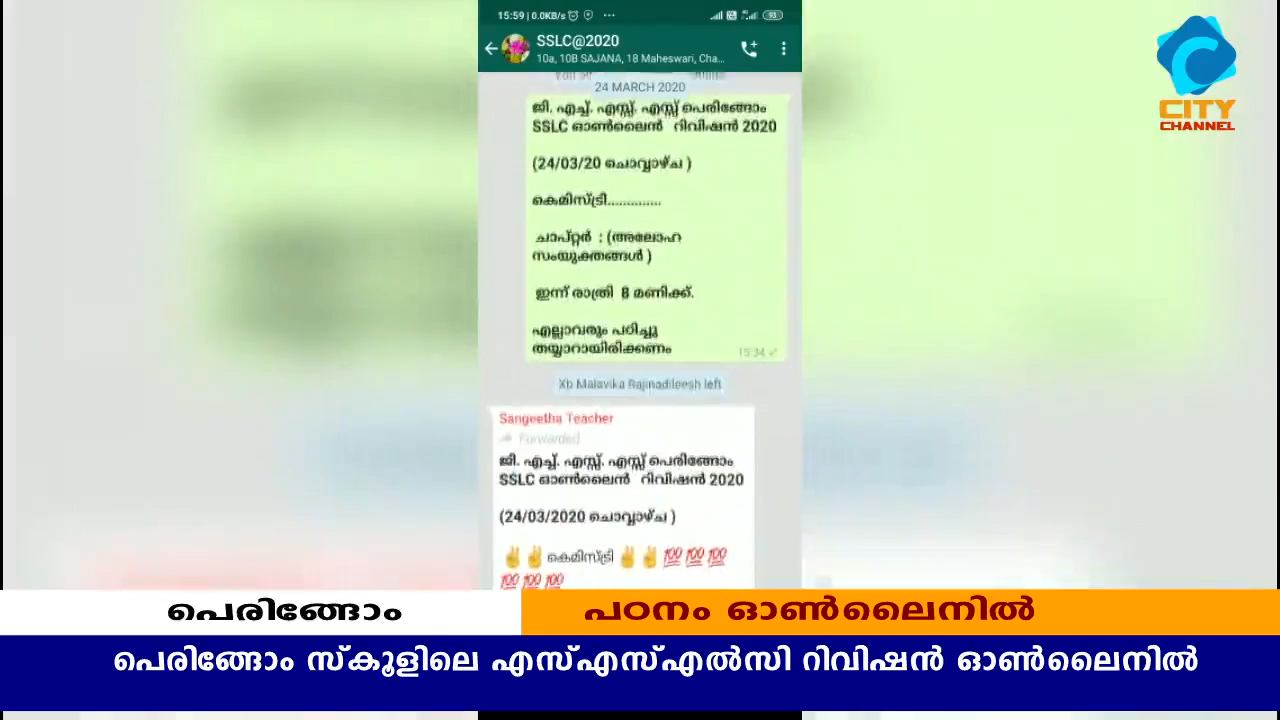 15:59 | 0.0KB/s
93
SSLC@2020
10a, 10B SAJANA, 18 Maheswari, Cha...
24 MARCH 2020
ജി. എച്ച്. എസ്സ്. എസ്സ് പെരിങ്ങോം
SSLC ഓൺലൈൻ റിവിഷൻ 2020
(24/03/20 ചൊവ്വാഴ്ച )
കെമിസ്ട്രി..............
ചാപ്റ്റർ : (അലോഹ
സംയുക്തങ്ങൾ )
ഇന്ന് രാത്രി 8 മണിക്ക്.
എല്ലാവരും പഠിച്ചു
തയ്യാറായിരിക്കണം
15:34
Xb Malavika Rajinadileesh left
Sangeetha Teacher
Forwarded
ജി. എച്ച്. എസ്സ്. എസ്സ് പെരിങ്ങോം
SSLC ഓൺലൈൻ റിവിഷൻ 2020
(24/03/2020 ചൊവ്വാഴ്ച )
✌✌കെമിസ്ട്രി✌✌💯💯💯
💯💯💯
CITY
CHANNEL
പെരിങ്ങോം
പഠനം ഓൺലൈനിൽ
പെരിങ്ങോം സ്കൂളിലെ എസ്എസ്എൽസി റിവിഷൻ ഓൺലൈനിൽ